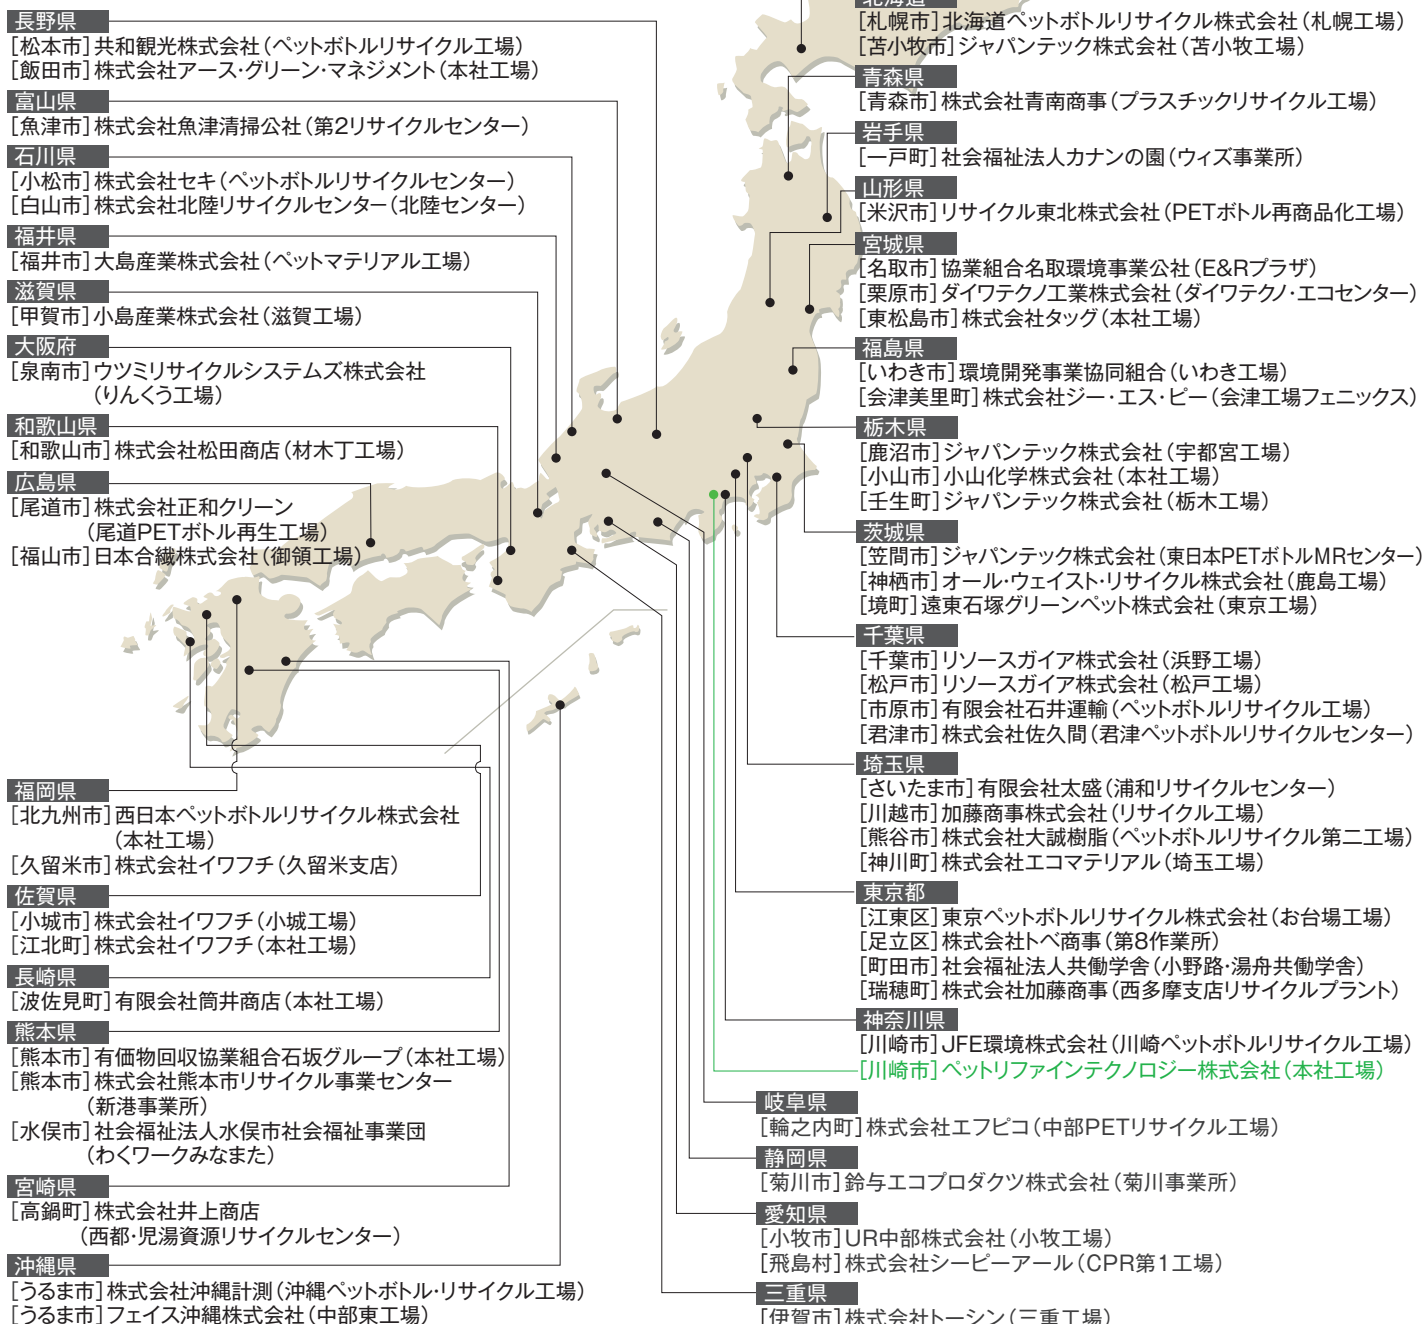 長野県
[松本市]共和観光株式会社(ペットボトルリサイクル工場)
[飯田市]株式会社アース・グリーン・マネジメント(本社工場)
富山県
[魚津市]株式会社魚津清掃公社(第2リサイクルセンター)
石川県
[小松市]株式会社セキ(ペットボトルリサイクルセンター)
[白山市]株式会社北陸リサイクルセンター(北陸センター)
福井県
[福井市]大島産業株式会社(ペットマテリアル工場)
滋賀県
[甲賀市]小島産業株式会社(滋賀工場)
大阪府
[泉南市]ウツミリサイクルシステムズ株式会社
(りんくう工場)
和歌山県
[和歌山市]株式会社松田商店(材木丁工場)
広島県
[尾道市]株式会社正和クリーン
(尾道PETボトル再生工場)
[福山市]日本合繊株式会社(御領工場)
福岡県
[北九州市]西日本ペットボトルリサイクル株式会社
(本社工場)
[久留米市]株式会社イワフチ(久留米支店)
佐賀県
[小城市]株式会社イワフチ(小城工場)
[江北町]株式会社イワフチ(本社工場)
長崎県
[波佐見町]有限会社筒井商店(本社工場)
熊本県
[熊本市]有価物回収協業組合石坂グループ(本社工場)
[熊本市]株式会社熊本市リサイクル事業センター
(新港事業所)
[水俣市]社会福祉法人水俣市社会福祉事業団
(わくワークみなまた)
宮崎県
[高鍋町]株式会社井上商店
(西都・児湯資源リサイクルセンター)
沖縄県
[うるま市]株式会社沖縄計測(沖縄ペットボトル・リサイクル工場)
[うるま市]フェイス沖縄株式会社(中部東工場)
北海道
[札幌市]北海道ペットボトルリサイクル株式会社(札幌工場)
[苫小牧市]ジャパンテック株式会社(苫小牧工場)
青森県
[青森市]株式会社青南商事(プラスチックリサイクル工場)
岩手県
[一戸町]社会福祉法人カナンの園(ウィズ事業所)
山形県
[米沢市]リサイクル東北株式会社(PETボトル再商品化工場)
宮城県
[名取市]協業組合名取環境事業公社(E&Rプラザ)
[栗原市]ダイワテクノ工業株式会社(ダイワテクノ・エコセンター)
[東松島市]株式会社タッグ(本社工場)
福島県
[いわき市]環境開発事業協同組合(いわき工場)
[会津美里町]株式会社ジー・エス・ピー(会津工場フェニックス)
栃木県
[鹿沼市]ジャパンテック株式会社(宇都宮工場)
[小山市]小山化学株式会社(本社工場)
[壬生町]ジャパンテック株式会社(栃木工場)
茨城県
[笠間市]ジャパンテック株式会社(東日本PETボトルMRセンター)
[神栖市]オール・ウェイスト・リサイクル株式会社(鹿島工場)
[境町]遠東石塚グリーンペット株式会社(東京工場)
千葉県
[千葉市]リソースガイア株式会社(浜野工場)
[松戸市]リソースガイア株式会社(松戸工場)
[市原市]有限会社石井運輸(ペットボトルリサイクル工場)
[君津市]株式会社佐久間(君津ペットボトルリサイクルセンター)
埼玉県
[さいたま市]有限会社太盛(浦和リサイクルセンター)
[川越市]加藤商事株式会社(リサイクル工場)
[熊谷市]株式会社大誠樹脂(ペットボトルリサイクル第二工場)
[神川町]株式会社エコマテリアル(埼玉工場)
東京都
[江東区]東京ペットボトルリサイクル株式会社(お台場工場)
[足立区]株式会社トベ商事(第8作業所)
[町田市]社会福祉法人共働学舎(小野路・湯舟共働学舎)
[瑞穂町]株式会社加藤商事(西多摩支店リサイクルプラント)
神奈川県
[川崎市]JFE環境株式会社(川崎ペットボトルリサイクル工場)
[川崎市]ペットリファインテクノロジー株式会社(本社工場)
岐阜県
[輪之内町]株式会社エフピコ(中部PETリサイクル工場)
静岡県
[菊川市]鈴与エコプロダクツ株式会社(菊川事業所)
愛知県
[小牧市]UR中部株式会社(小牧工場)
[飛島村]株式会社シーピーアール(CPR第1工場)
三重県
[伊賀市]株式会社トーシン(三重工場)